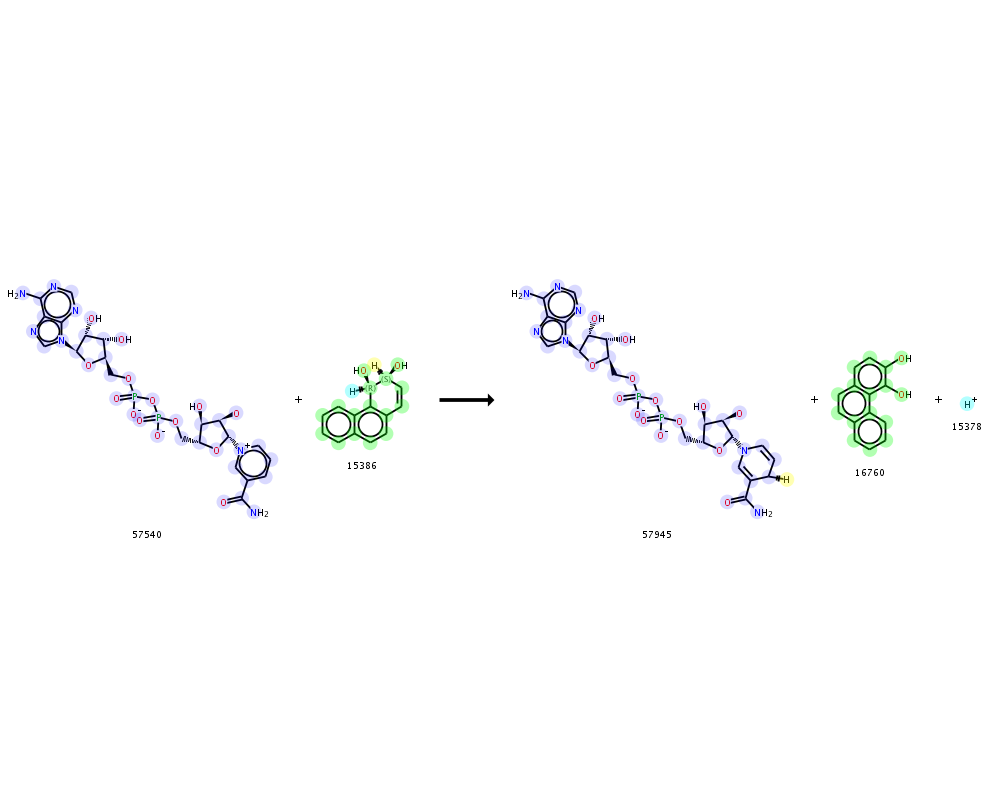 H2N N N N N OH OH O O P O O- O O P O O- O HO O O N+ O NH2
+
HO H OH H (R) (S)
15386
57540
H2N N N N N OH OH O O P O O- O O P O O- O HO O O N H O NH2
57945
+
OH OH
16760
+
H+
15378